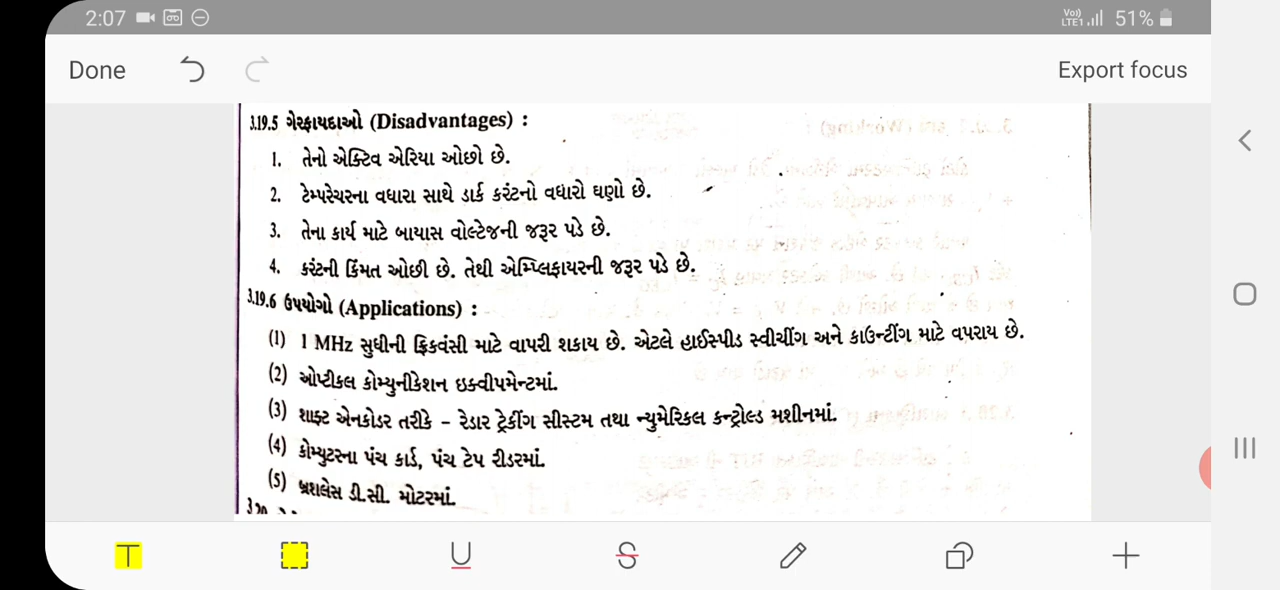 2:07 Vo)) LTE1 51%
Done Export focus
3.19.5 ગેરફાયદાઓ (Disadvantages) :
1. તેનો એક્ટિવ એરિયા ઓછો છે.
2. ટેમ્પરેચરના વધારા સાથે ડાર્ક કરંટનો વધારો ઘણો છે.
3. તેના કાર્ય માટે બાયાસ વોલ્ટેજની જરૂર પડે છે.
4. કરંટની કિંમત ઓછી છે. તેથી એમ્પ્લિફાયરની જરૂર પડે છે.
3.19.6 ઉપયોગો (Applications) :
(1) 1 MHz સુધીની ફ્રિકવંસી માટે વાપરી શકાય છે. એટલે હાઈસ્પીડ સ્વીચીંગ અને કાઉન્ટીંગ માટે વપરાય છે.
(2) ઓપ્ટીકલ કોમ્યુનીકેશન ઇક્વીપમેન્ટમાં.
(3) શાફ્ટ એનકોડર તરીકે – રેડાર ટ્રેકીંગ સીસ્ટમ તથા ન્યુમેરિકલ કન્ટ્રોલ્ડ મશીનમાં.
(4) કોમ્પ્યુટરના પંચ કાર્ડ, પંચ ટેપ રીડરમાં.
(5) બ્રશલેસ ડી.સી. મોટરમાં.
3.20